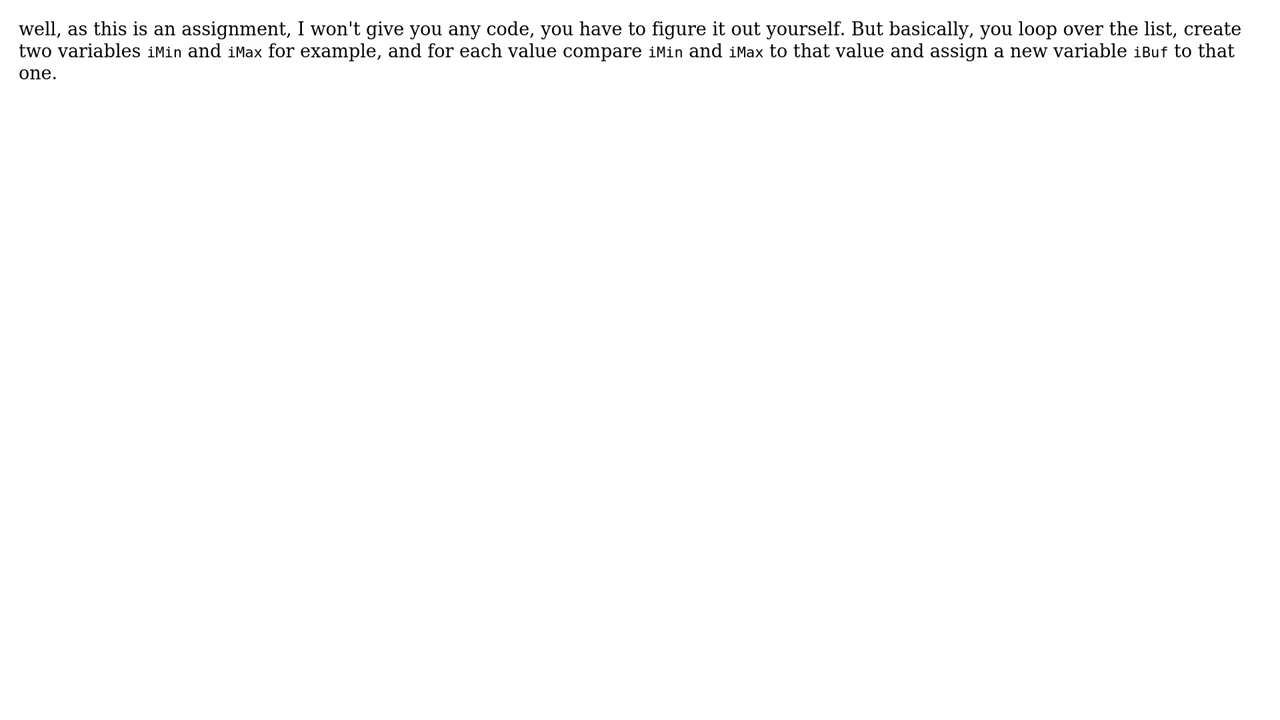 well, as this is an assignment, I won't give you any code, you have to figure it out yourself. But basically, you loop over the list, create
two variables iMin and iMax for example, and for each value compare iMin and iMax to that value and assign a new variable iBuf to that
one.